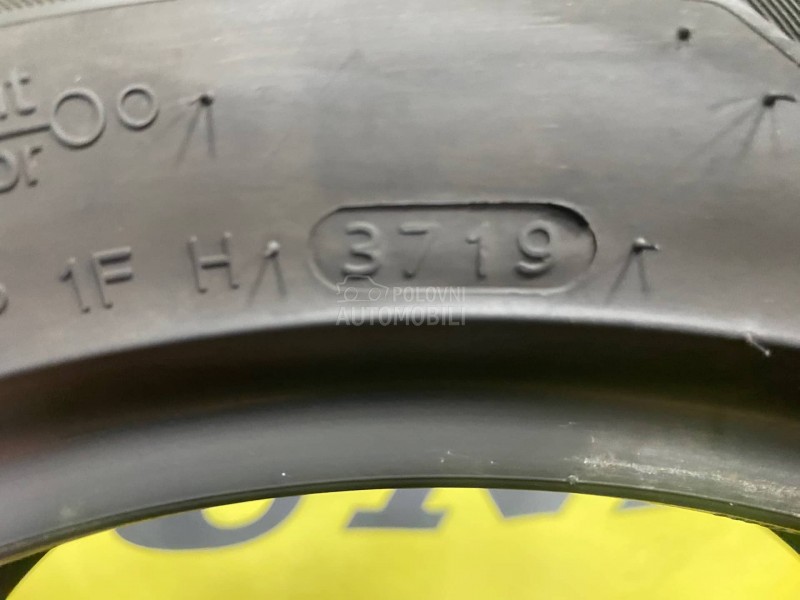 1F H 3719
POLOVNI
AUTOMOBILI